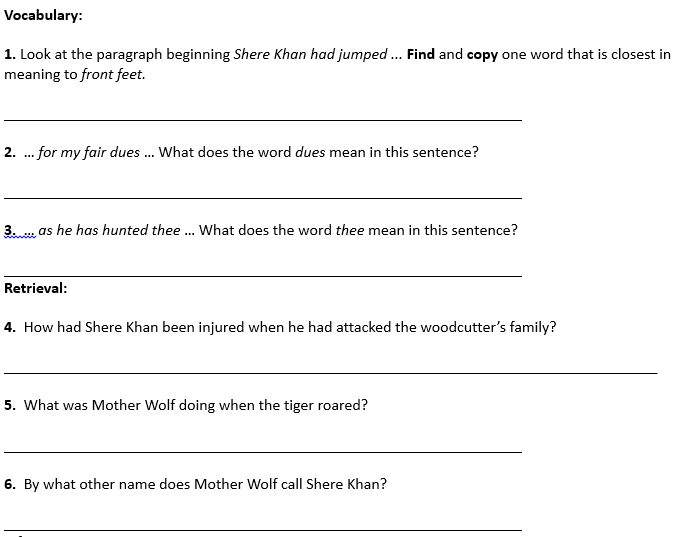 Vocabulary:
1. Look at the paragraph beginning Shere Khan had jumped ... Find and copy one word that is closest in
meaning to front feet.
2. ... for my fair dues ... What does the word dues mean in this sentence?
3. ... as he has hunted thee ... What does the word thee mean in this sentence?
Retrieval:
4. How had Shere Khan been injured when he had attacked the woodcutter’s family?
5. What was Mother Wolf doing when the tiger roared?
6. By what other name does Mother Wolf call Shere Khan?